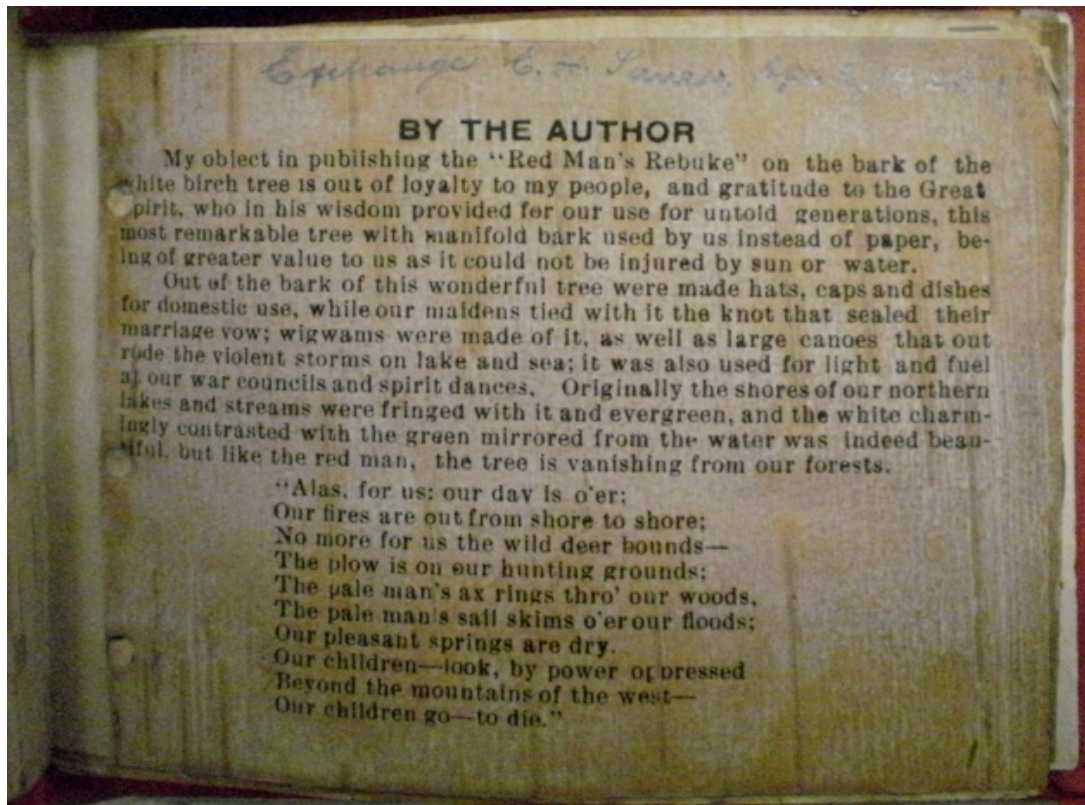 Exchange
BY THE AUTHOR
My object in publishing the "Red Man's Rebuke" on the bark of the
white birch tree is out of loyalty to my people, and gratitude to the Great
pirit, who in his wisdom provided for our use for untold generations, this
most remarkable tree with manifold bark used by us instead of paper, be-
ing of greater value to us as it could not be injured by sun or water.
Out of the bark of this wonderful tree were made hats, caps and dishes
for domestic use, while our maidens tied with it the knot that sealed their
marriage vow; wigwams were made of it, as well as large canoes that out
rode the violent storms on lake and sea; it was also used for light and fuel
at our war councils and spirit dances. Originally the shores of our northern
lakes and streams were fringed with it and evergreen, and the white charm-
ingly contrasted with the green mirrored from the water was indeed beau-
tiful, but like the red man, the tree is vanishing from our forests.
"Alas, for us; our day is o'er;
Our fires are out from shore to shore;
No more for us the wild deer bounds—
The plow is on our hunting grounds;
The pale man's ax rings thro' our woods,
The pale man's sail skims o'er our floods;
Our pleasant springs are dry.
Our children—look, by power oppressed
Beyond the mountains of the west—
Our children go—to die."